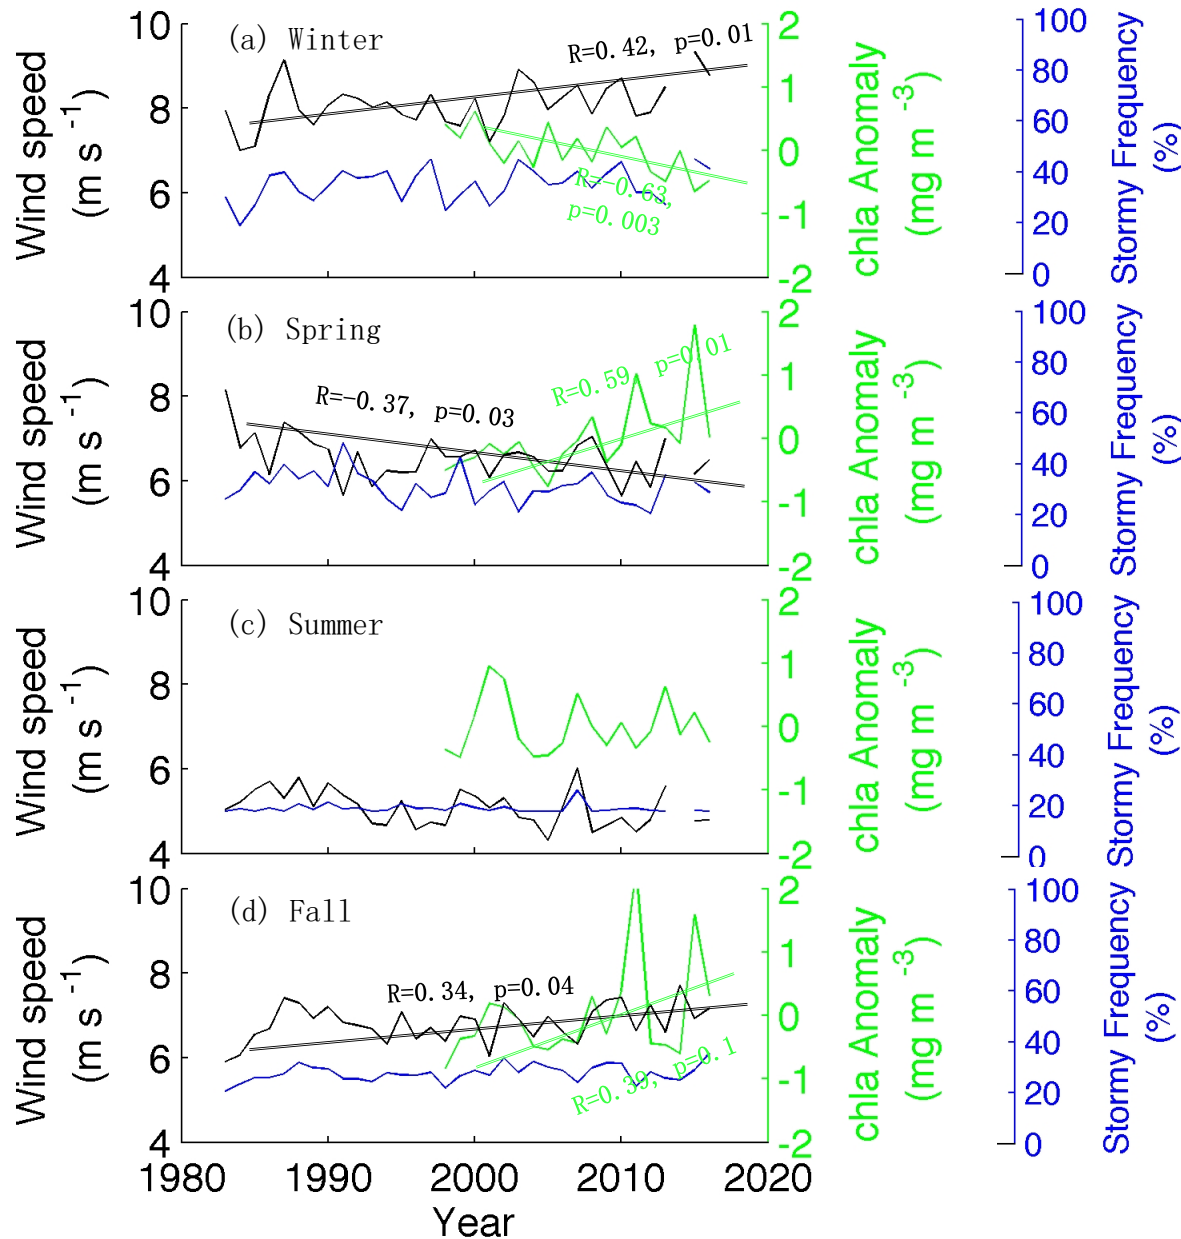 (a) Winter
R=0.42, p=0.01
R=-0.63,
p=0.003
10
8
6
4
Wind speed
(m s -1)
2
1
0
-1
-2
chla Anomaly
(mg m -3)
100
80
60
40
20
0
Stormy Frequency
(%)
(b) Spring
R=-0.37, p=0.03
R=0.59, p=0.01
10
8
6
4
Wind speed
(m s -1)
2
1
0
-1
-2
chla Anomaly
(mg m -3)
100
80
60
40
20
0
Stormy Frequency
(%)
(c) Summer
10
8
6
4
Wind speed
(m s -1)
2
1
0
-1
-2
chla Anomaly
(mg m -3)
100
80
60
40
20
0
Stormy Frequency
(%)
(d) Fall
R=0.34, p=0.04
R=0.39, p=0.1
10
8
6
4
Wind speed
(m s -1)
2
1
0
-1
-2
chla Anomaly
(mg m -3)
100
80
60
40
20
0
Stormy Frequency
(%)
1980 1990 2000 2010 2020
Year